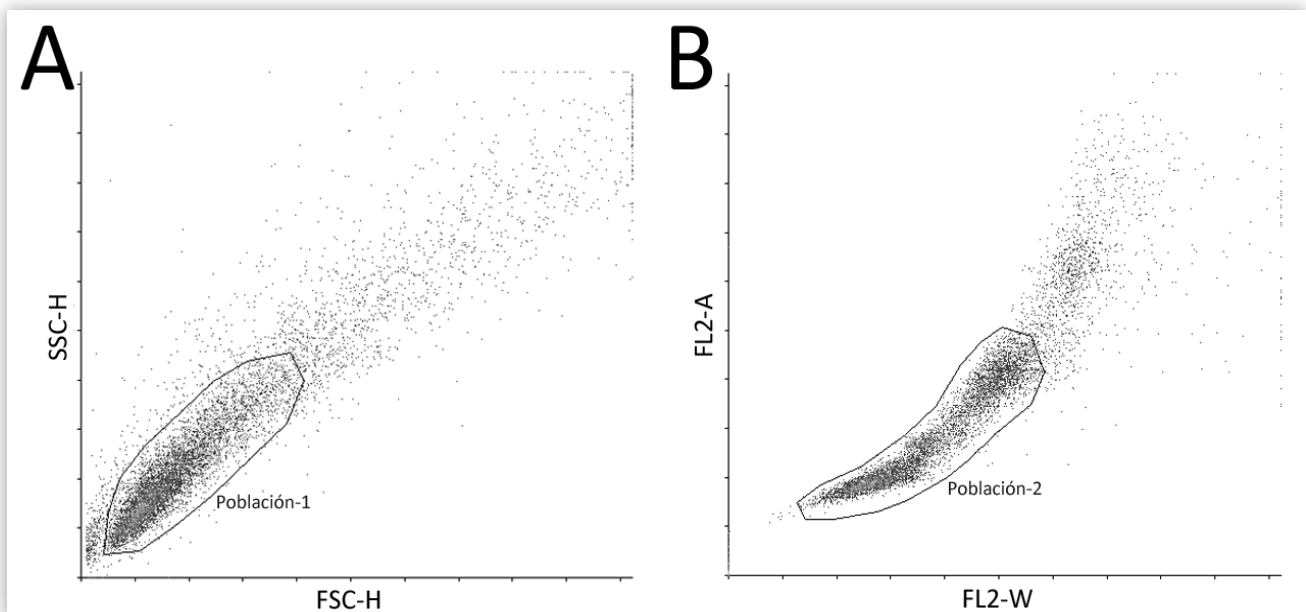 A
SSC-H
Población-1
FSC-H
B
FL2-A
Población-2
FL2-W